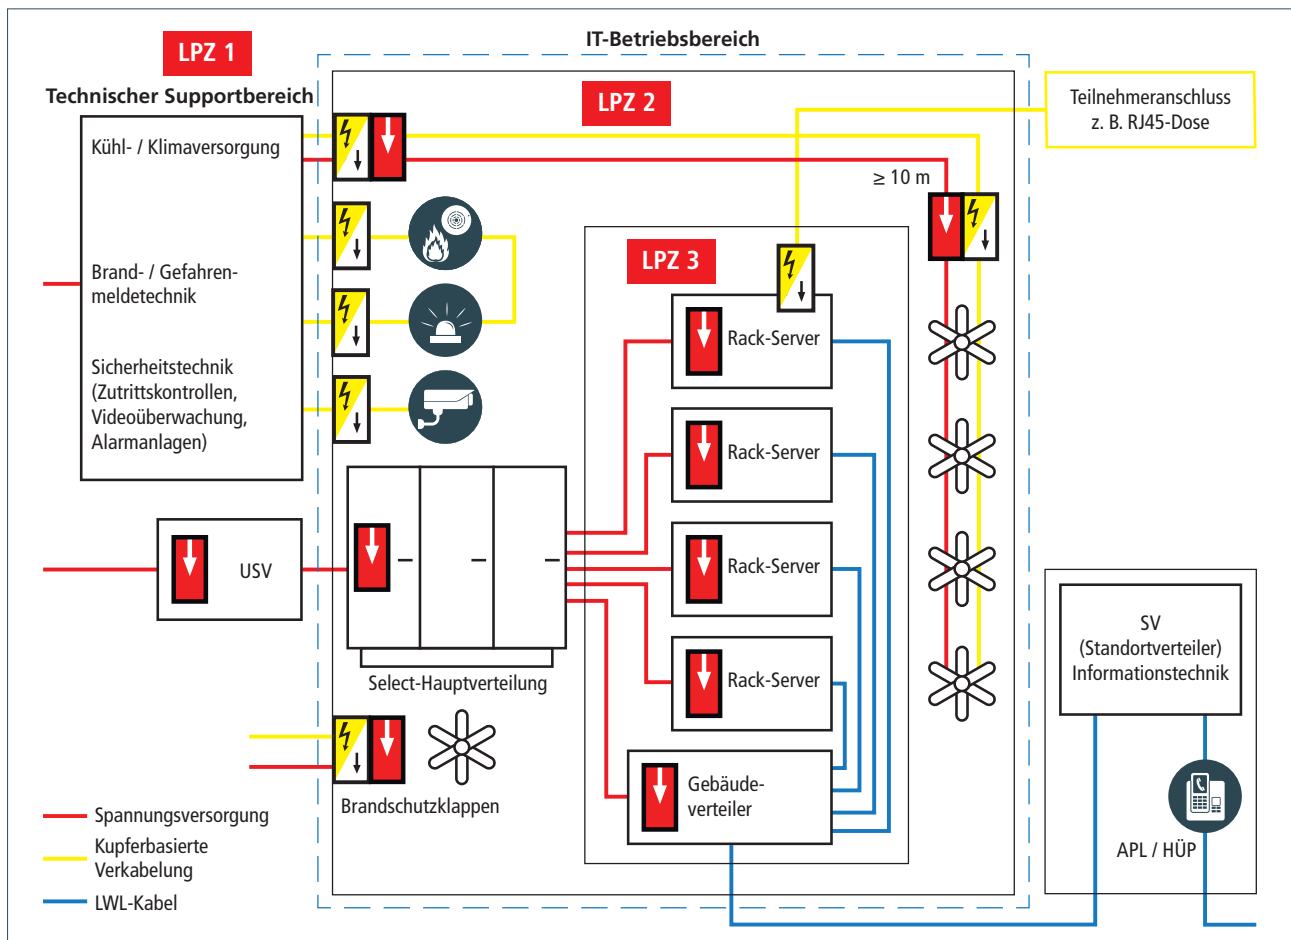 IT-Betriebsbereich
LPZ 1
Technischer Supportbereich
LPZ 2
Teilnehmeranschluss
z. B. RJ45-Dose
Kühl- / Klimaversorgung
≥ 10 m
LPZ 3
Brand- / Gefahren-
meldetechnik
Sicherheitstechnik
(Zutrittskontrollen,
Videoüberwachung,
Alarmanlagen)
Rack-Server
Rack-Server
Rack-Server
Rack-Server
USV
Select-Hauptverteilung
SV
(Standortverteiler)
Informationstechnik
Gebäude-
verteiler
Brandschutzklappen
APL / HÜP
Spannungsversorgung
Kupferbasierte
Verkabelung
LWL-Kabel